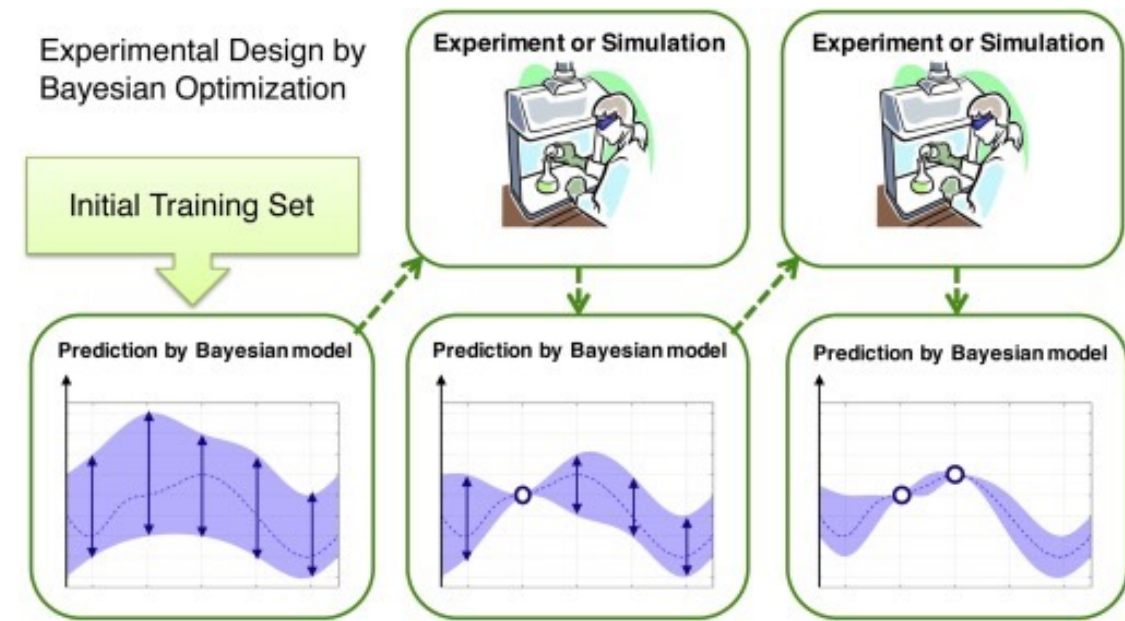 Experimental Design by
Bayesian Optimization
Initial Training Set
Experiment or Simulation
Experiment or Simulation
Prediction by Bayesian model
Prediction by Bayesian model
Prediction by Bayesian model